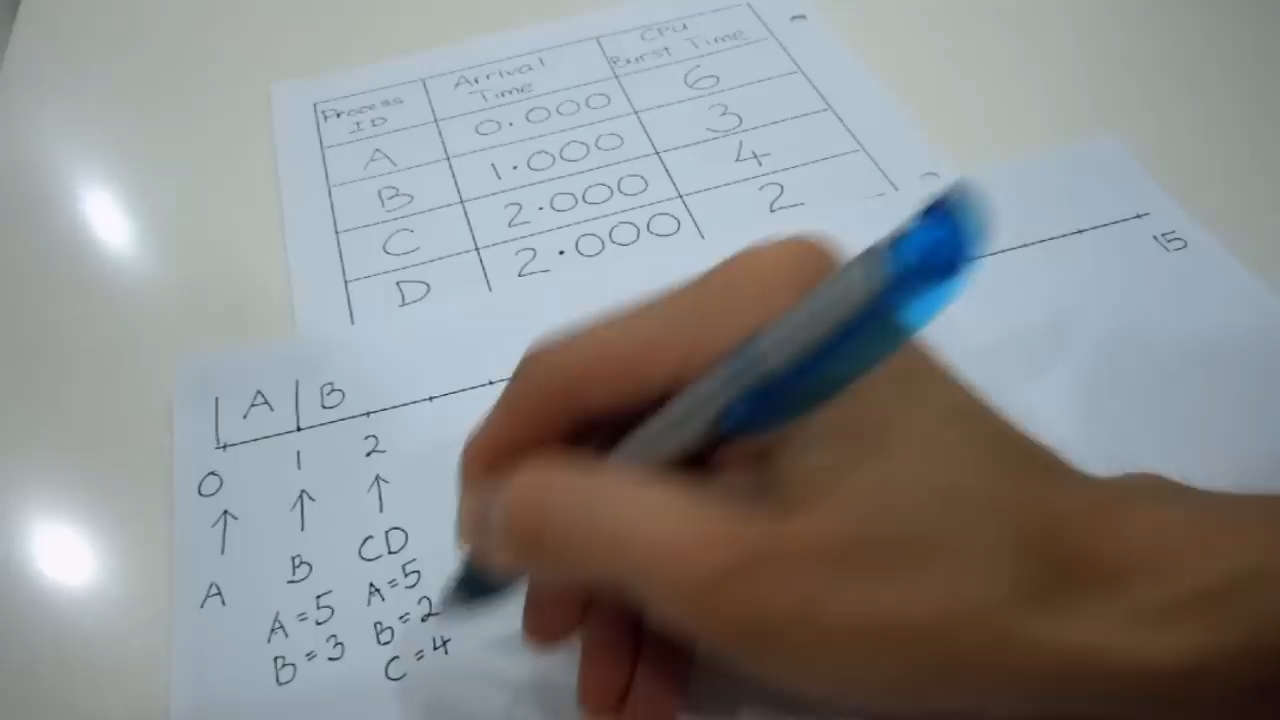 Process ID Arrival Time CPU Burst Time
A 0.000 6
B 1.000 3
C 2.000 4
D 2.000 2
A B
0 1 2 15
↑ ↑ ↑
A B CD
A=5 A=5
B=3 B=2
C=4